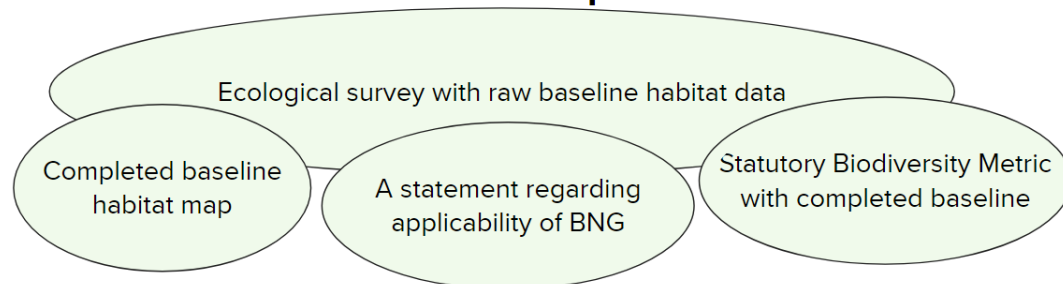 Ecological survey with raw baseline habitat data
Completed baseline
habitat map
A statement regarding
applicability of BNG
Statutory Biodiversity Metric
with completed baseline